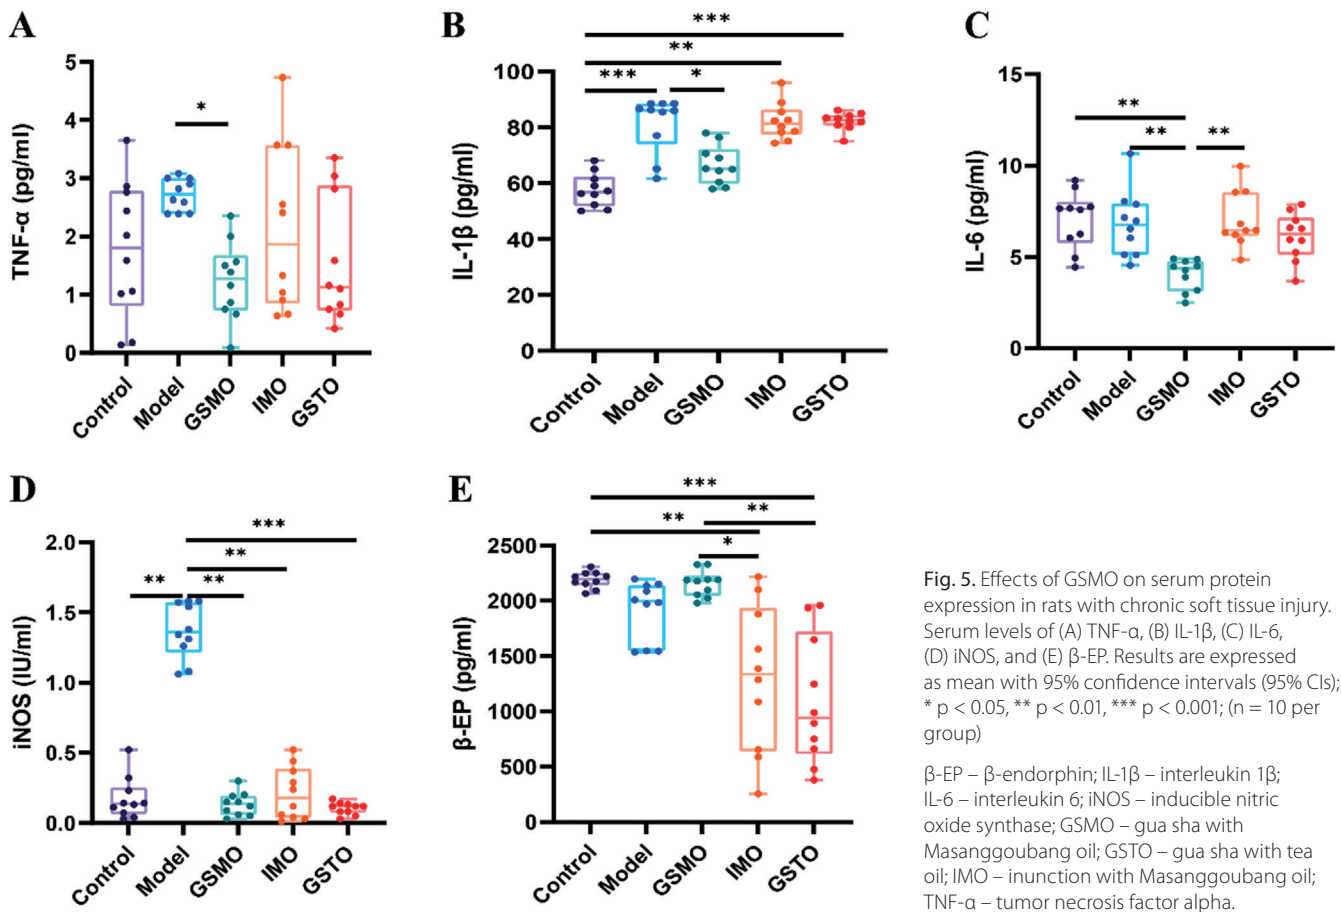 A
TNF-α (pg/ml)
5
4
3
2
1
0
*
Control
Model
GSMO
IMO
GSTO
B
IL-1β (pg/ml)
100
80
60
40
20
0
***
**
***
*
Control
Model
GSMO
IMO
GSTO
C
IL-6 (pg/ml)
15
10
5
0
**
**
**
Control
Model
GSMO
IMO
GSTO
D
iNOS (IU/ml)
2.0
1.5
1.0
0.5
0.0
***
**
**
**
Control
Model
GSMO
IMO
GSTO
E
β-EP (pg/ml)
2500
2000
1500
1000
500
0
***
**
**
*
Control
Model
GSMO
IMO
GSTO
Fig. 5. Effects of GSMO on serum protein
expression in rats with chronic soft tissue injury.
Serum levels of (A) TNF-α, (B) IL-1β, (C) IL-6,
(D) iNOS, and (E) β-EP. Results are expressed
as mean with 95% confidence intervals (95% CIs);
* p < 0.05, ** p < 0.01, *** p < 0.001; (n = 10 per
group)
β-EP – β-endorphin; IL-1β – interleukin 1β;
IL-6 – interleukin 6; iNOS – inducible nitric
oxide synthase; GSMO – gua sha with
Masanggoubang oil; GSTO – gua sha with tea
oil; IMO – inunction with Masanggoubang oil;
TNF-α – tumor necrosis factor alpha.